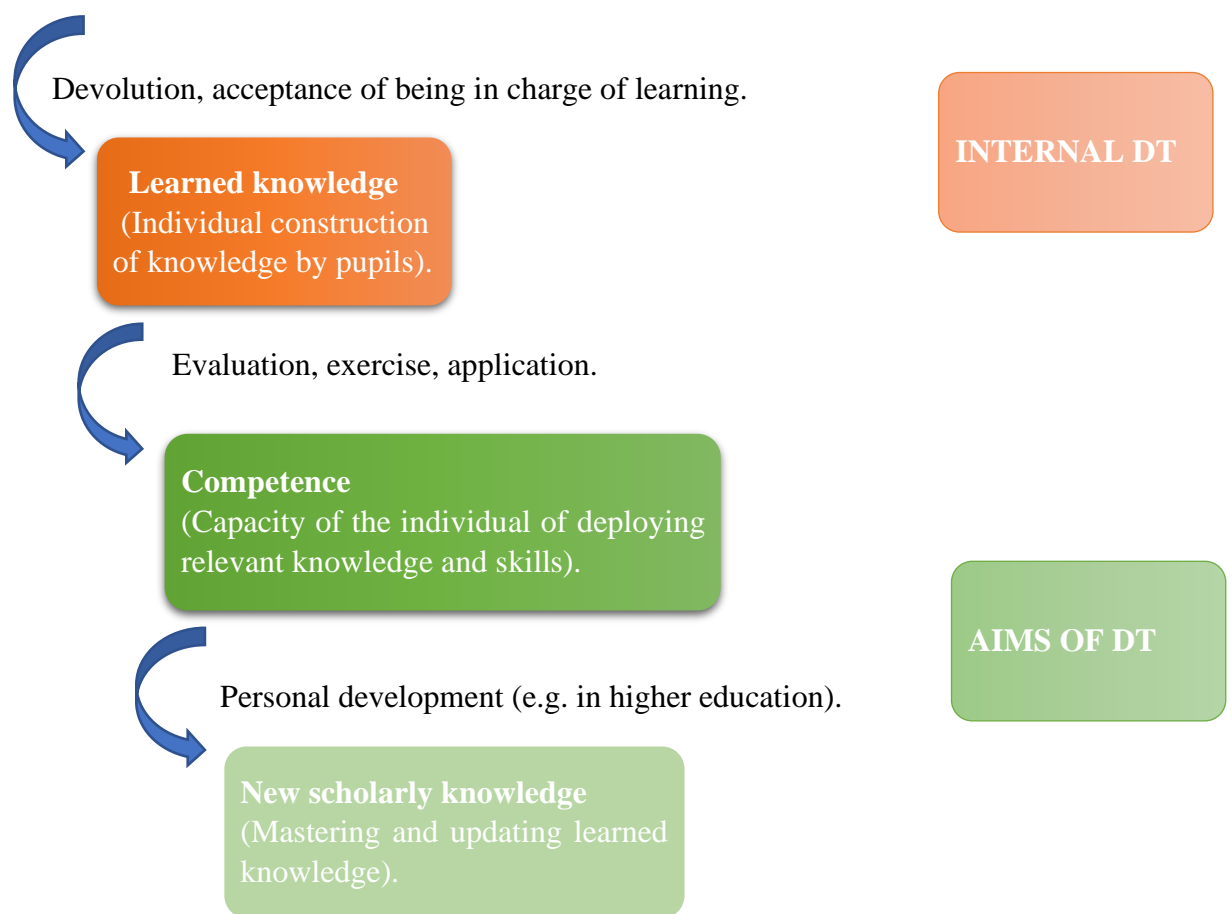 Devolution, acceptance of being in charge of learning.
INTERNAL DT
Learned knowledge
(Individual construction
of knowledge by pupils).
Evaluation, exercise, application.
Competence
(Capacity of the individual of deploying
relevant knowledge and skills).
AIMS OF DT
Personal development (e.g. in higher education).
New scholarly knowledge
(Mastering and updating learned
knowledge).